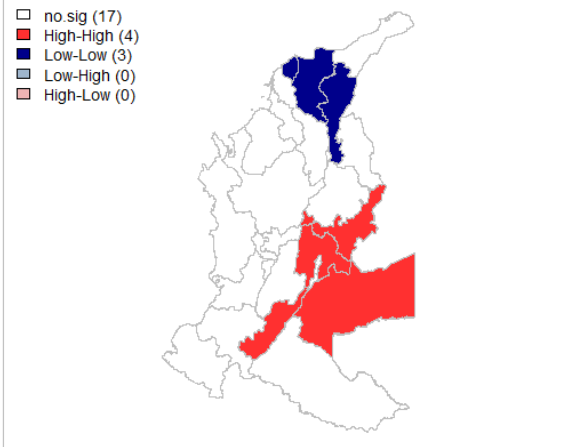 no.sig (17)
High-High (4)
Low-Low (3)
Low-High (0)
High-Low (0)